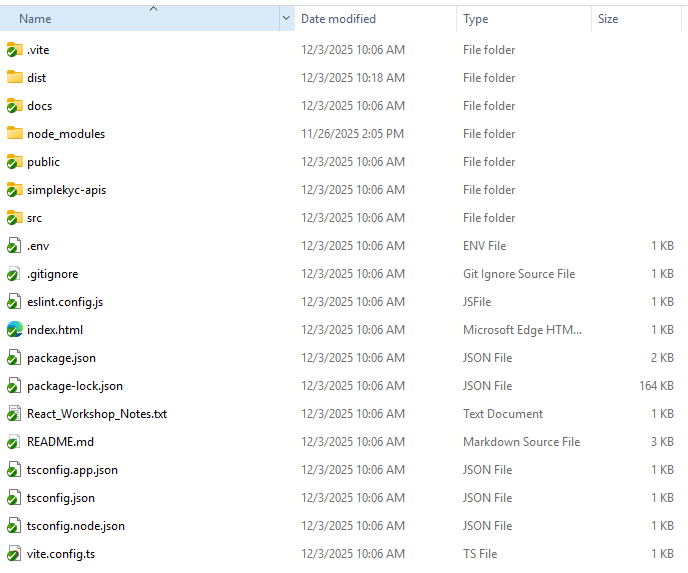 Name Date modified Type Size
.vite 12/3/2025 10:06 AM File folder
dist 12/3/2025 10:18 AM File folder
docs 12/3/2025 10:06 AM File folder
node_modules 11/26/2025 2:05 PM File folder
public 12/3/2025 10:06 AM File folder
simplekyc-apis 12/3/2025 10:06 AM File folder
src 12/3/2025 10:06 AM File folder
.env 12/3/2025 10:06 AM ENV File 1 KB
.gitignore 12/3/2025 10:06 AM Git Ignore Source File 1 KB
eslint.config.js 12/3/2025 10:06 AM JSFile 1 KB
index.html 12/3/2025 10:06 AM Microsoft Edge HTM... 1 KB
package.json 12/3/2025 10:06 AM JSON File 2 KB
package-lock.json 12/3/2025 10:06 AM JSON File 164 KB
React_Workshop_Notes.txt 12/3/2025 10:06 AM Text Document 1 KB
README.md 12/3/2025 10:06 AM Markdown Source File 3 KB
tsconfig.app.json 12/3/2025 10:06 AM JSON File 1 KB
tsconfig.json 12/3/2025 10:06 AM JSON File 1 KB
tsconfig.node.json 12/3/2025 10:06 AM JSON File 1 KB
vite.config.ts 12/3/2025 10:06 AM TS File 1 KB